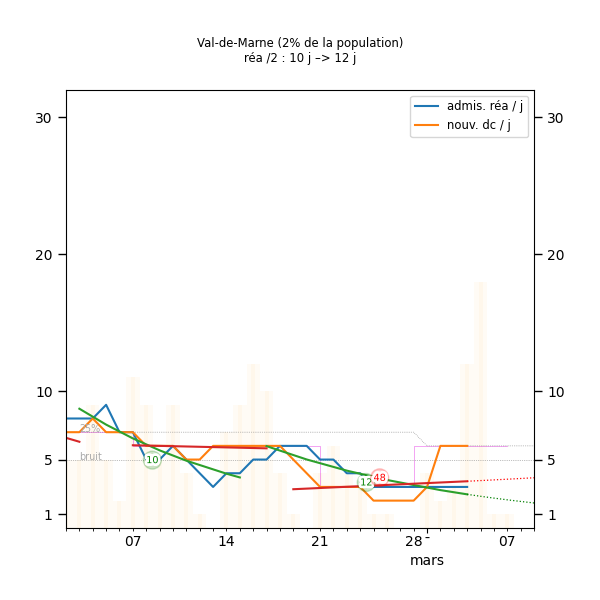 Val-de-Marne (2% de la population)
réa /2 : 10 j –> 12 j
admis. réa / j
nouv. dc / j
30 30
20 20
10 10
25%
bruit
10
12
48
5 5
1 1
07 14 21 28 07
mars